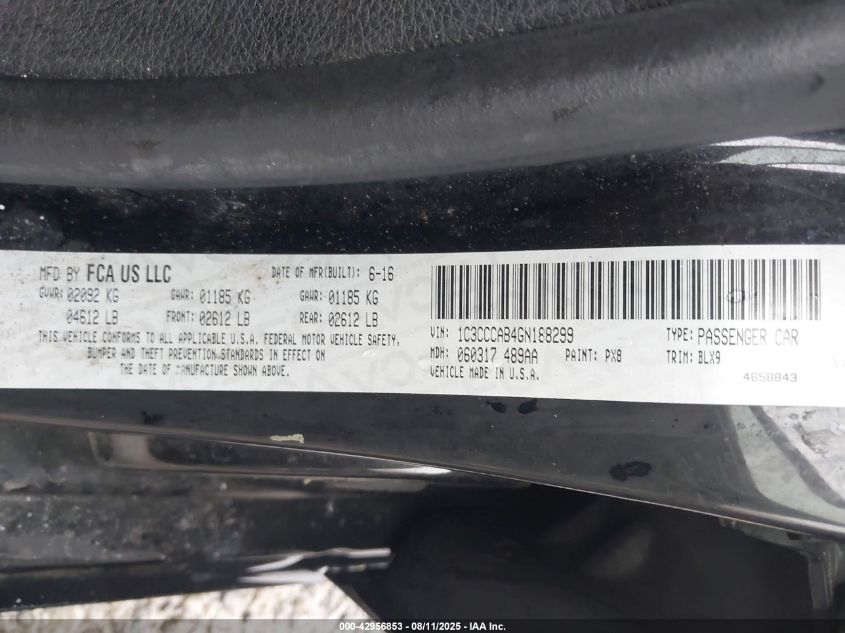 MFD BY FCA US LLC DATE OF MFR(BUILT): 6-16
GVWR: 02092 KG GAWR: 01185 KG GAWR: 01185 KG
04612 LB FRONT: 02612 LB REAR: 02612 LB
THIS VEHICLE CONFORMS TO ALL APPLICABLE U.S.A. FEDERAL MOTOR VEHICLE SAFETY,
BUMPER AND THEFT PREVENTION STANDARDS IN EFFECT ON
THE DATE OF MANUFACTURE SHOWN ABOVE.
VIN: 1C3CCCAB4GN188299 TYPE: PASSENGER CAR
MDH: 060317 489AA PAINT: PX8 TRIM: BLX9
VEHICLE MADE IN U.S.A. 4658843
000-42956853 - 08/11/2025 - IAA Inc.